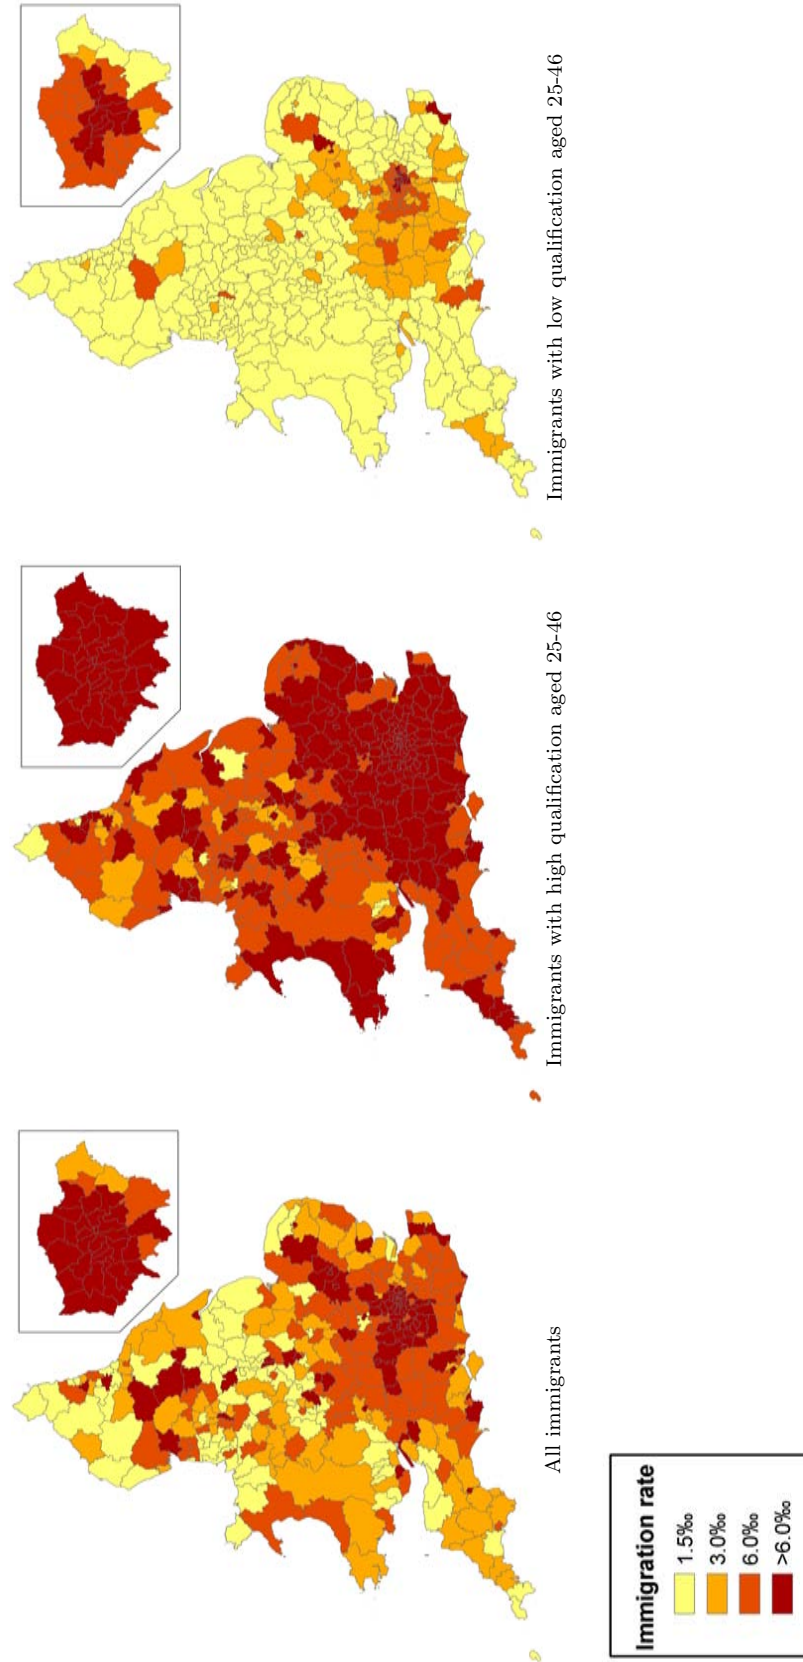 All immigrants
Immigrants with high qualification aged 25-46
Immigrants with low qualification aged 25-46
Immigration rate
1.5‰
3.0‰
6.0‰
>6.0‰